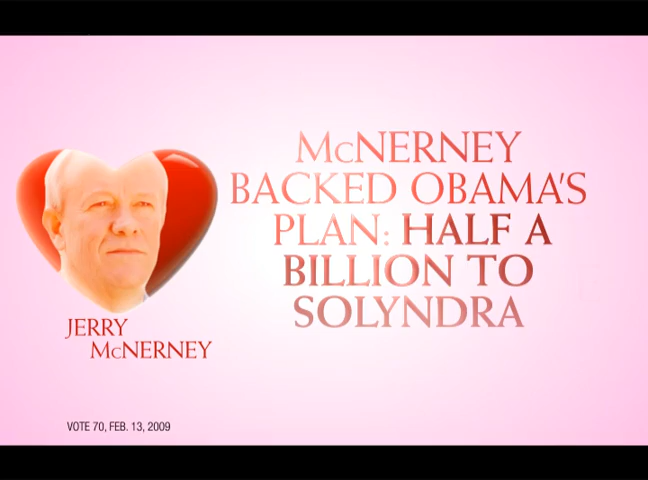 McNERNEY
BACKED OBAMA'S
PLAN: HALF A
BILLION TO
SOLYNDRA
JERRY
McNERNEY
VOTE 70, FEB. 13, 2009